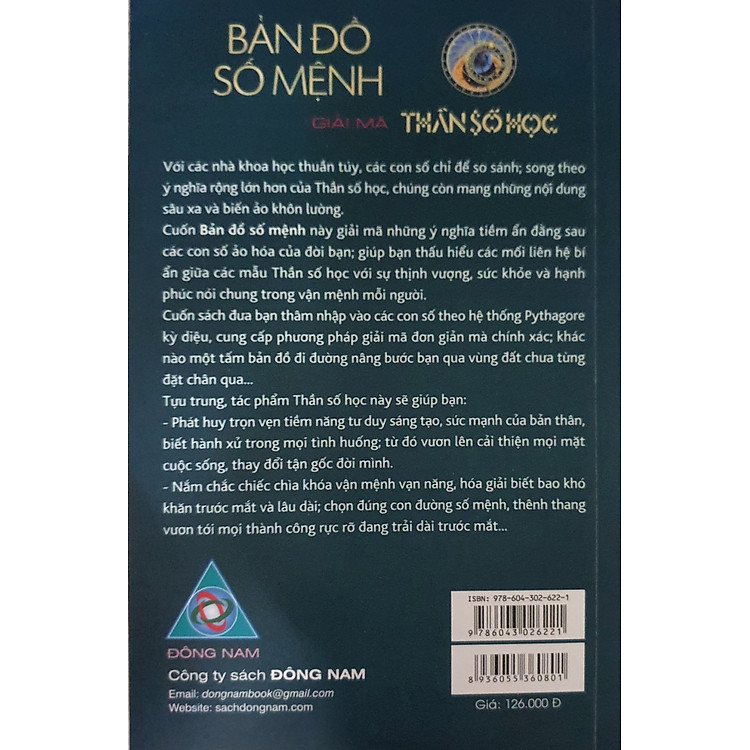 BẢN ĐỒ
SỐ MỆNH
GIẢI MÃ THẦN SỐ HỌC
Với các nhà khoa học thuần túy, các con số chỉ để so sánh; song theo
ý nghĩa rộng lớn hơn của Thần số học, chúng còn mang những nội dung
sâu xa và biến ảo khôn lường.
Cuốn Bản đồ số mệnh này giải mã những ý nghĩa tiềm ẩn đằng sau
các con số ảo hóa của đời bạn; giúp bạn thấu hiểu các mối liên hệ bí
ẩn giữa các mẫu Thần số học với sự thịnh vượng, sức khỏe và hạnh
phúc nói chung trong vận mệnh mỗi người.
Cuốn sách đưa bạn thâm nhập vào các con số theo hệ thống Pythagore
kỳ diệu, cung cấp phương pháp giải mã đơn giản mà chính xác; khác
nào một tấm bản đồ đi đường nâng bước bạn qua vùng đất chưa từng
đặt chân qua...
Tựu trung, tác phẩm Thần số học này sẽ giúp bạn:
- Phát huy trọn vẹn tiềm năng tư duy sáng tạo, sức mạnh của bản thân,
biết hành xử trong mọi tình huống; từ đó vươn lên cải thiện mọi mặt
cuộc sống, thay đổi tận gốc đời mình.
- Nắm chắc chiếc chìa khóa vận mệnh vạn năng, hóa giải biết bao khó
khăn trước mắt và lâu dài; chọn đúng con đường số mệnh, thênh thang
vươn tới mọi thành công rực rỡ đang trải dài trước mắt...
ĐÔNG NAM
Công ty sách ĐÔNG NAM
Email: dongnambook@gmail.com
Website: sachdongnam.com
ISBN: 978-604-302-622-1
9 786043 026221
8 936055 360801
Giá: 126.000 Đ